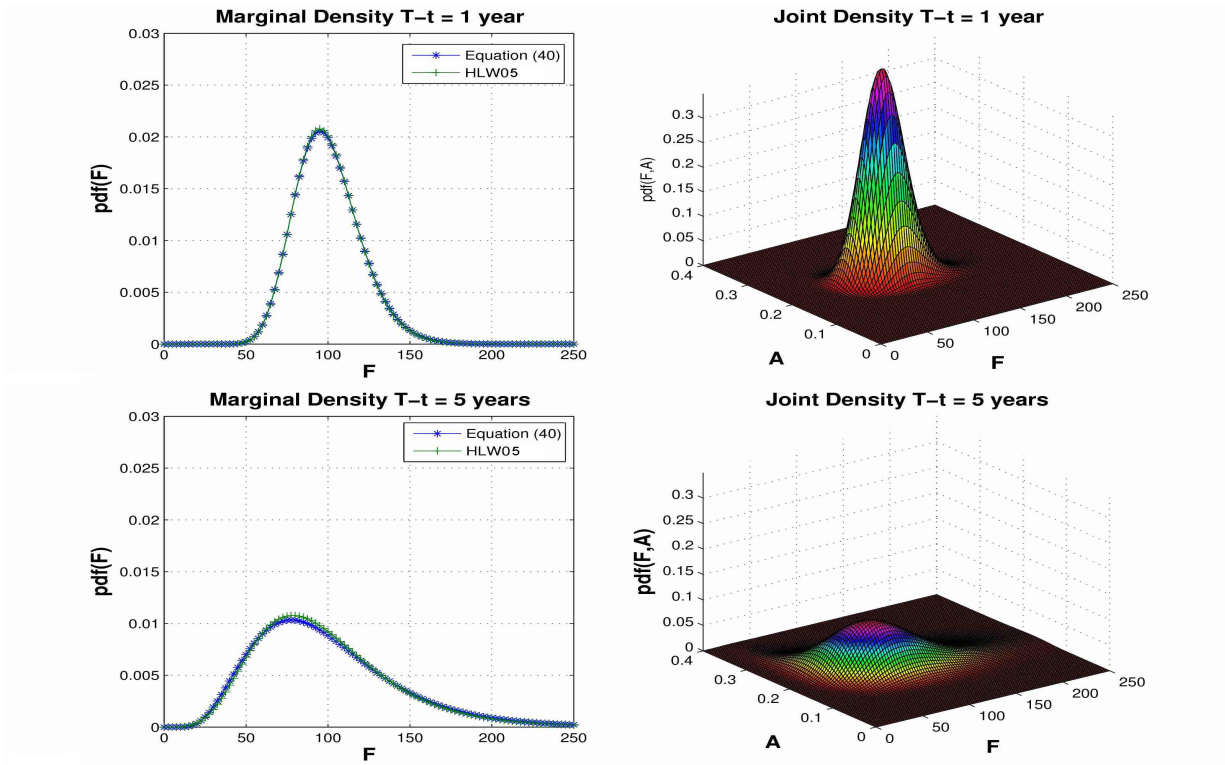 Marginal Density T−t = 1 year
0.03
0.025
0.02
0.015
0.01
0.005
0
pdf(F)
Equation (40)
HLW05
0 50 100 150 200 250
F
Joint Density T−t = 1 year
0.3
0.25
0.2
0.15
0.1
0.05
0
pdf(F,A)
0.4
0.3
0.2
0.1
0
A
0
50
100
150
200
250
F
Marginal Density T−t = 5 years
0.03
0.025
0.02
0.015
0.01
0.005
0
pdf(F)
Equation (40)
HLW05
0 50 100 150 200 250
F
Joint Density T−t = 5 years
0.3
0.25
0.2
0.15
0.1
0.05
0
pdf(F,A)
0.4
0.3
0.2
0.1
0
A
0
50
100
150
200
250
F